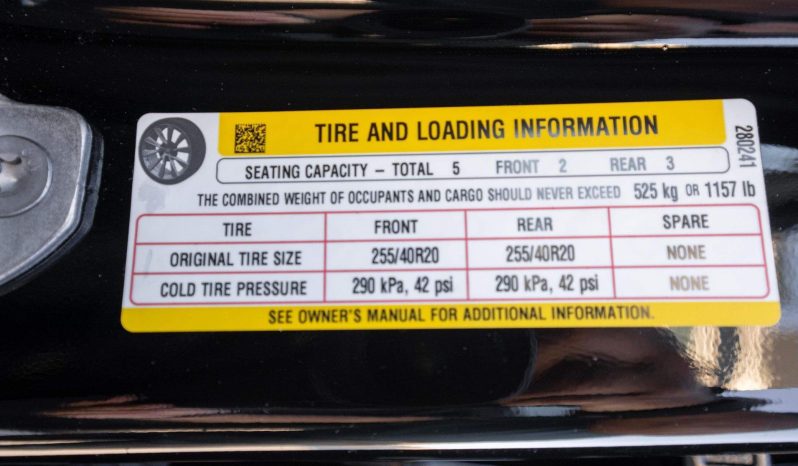 TIRE AND LOADING INFORMATION
280241
SEATING CAPACITY – TOTAL 5 FRONT 2 REAR 3
THE COMBINED WEIGHT OF OCCUPANTS AND CARGO SHOULD NEVER EXCEED 525 kg OR 1157 lb
TIRE FRONT REAR SPARE
ORIGINAL TIRE SIZE 255/40R20 255/40R20 NONE
COLD TIRE PRESSURE 290 kPa, 42 psi 290 kPa, 42 psi NONE
SEE OWNER'S MANUAL FOR ADDITIONAL INFORMATION.